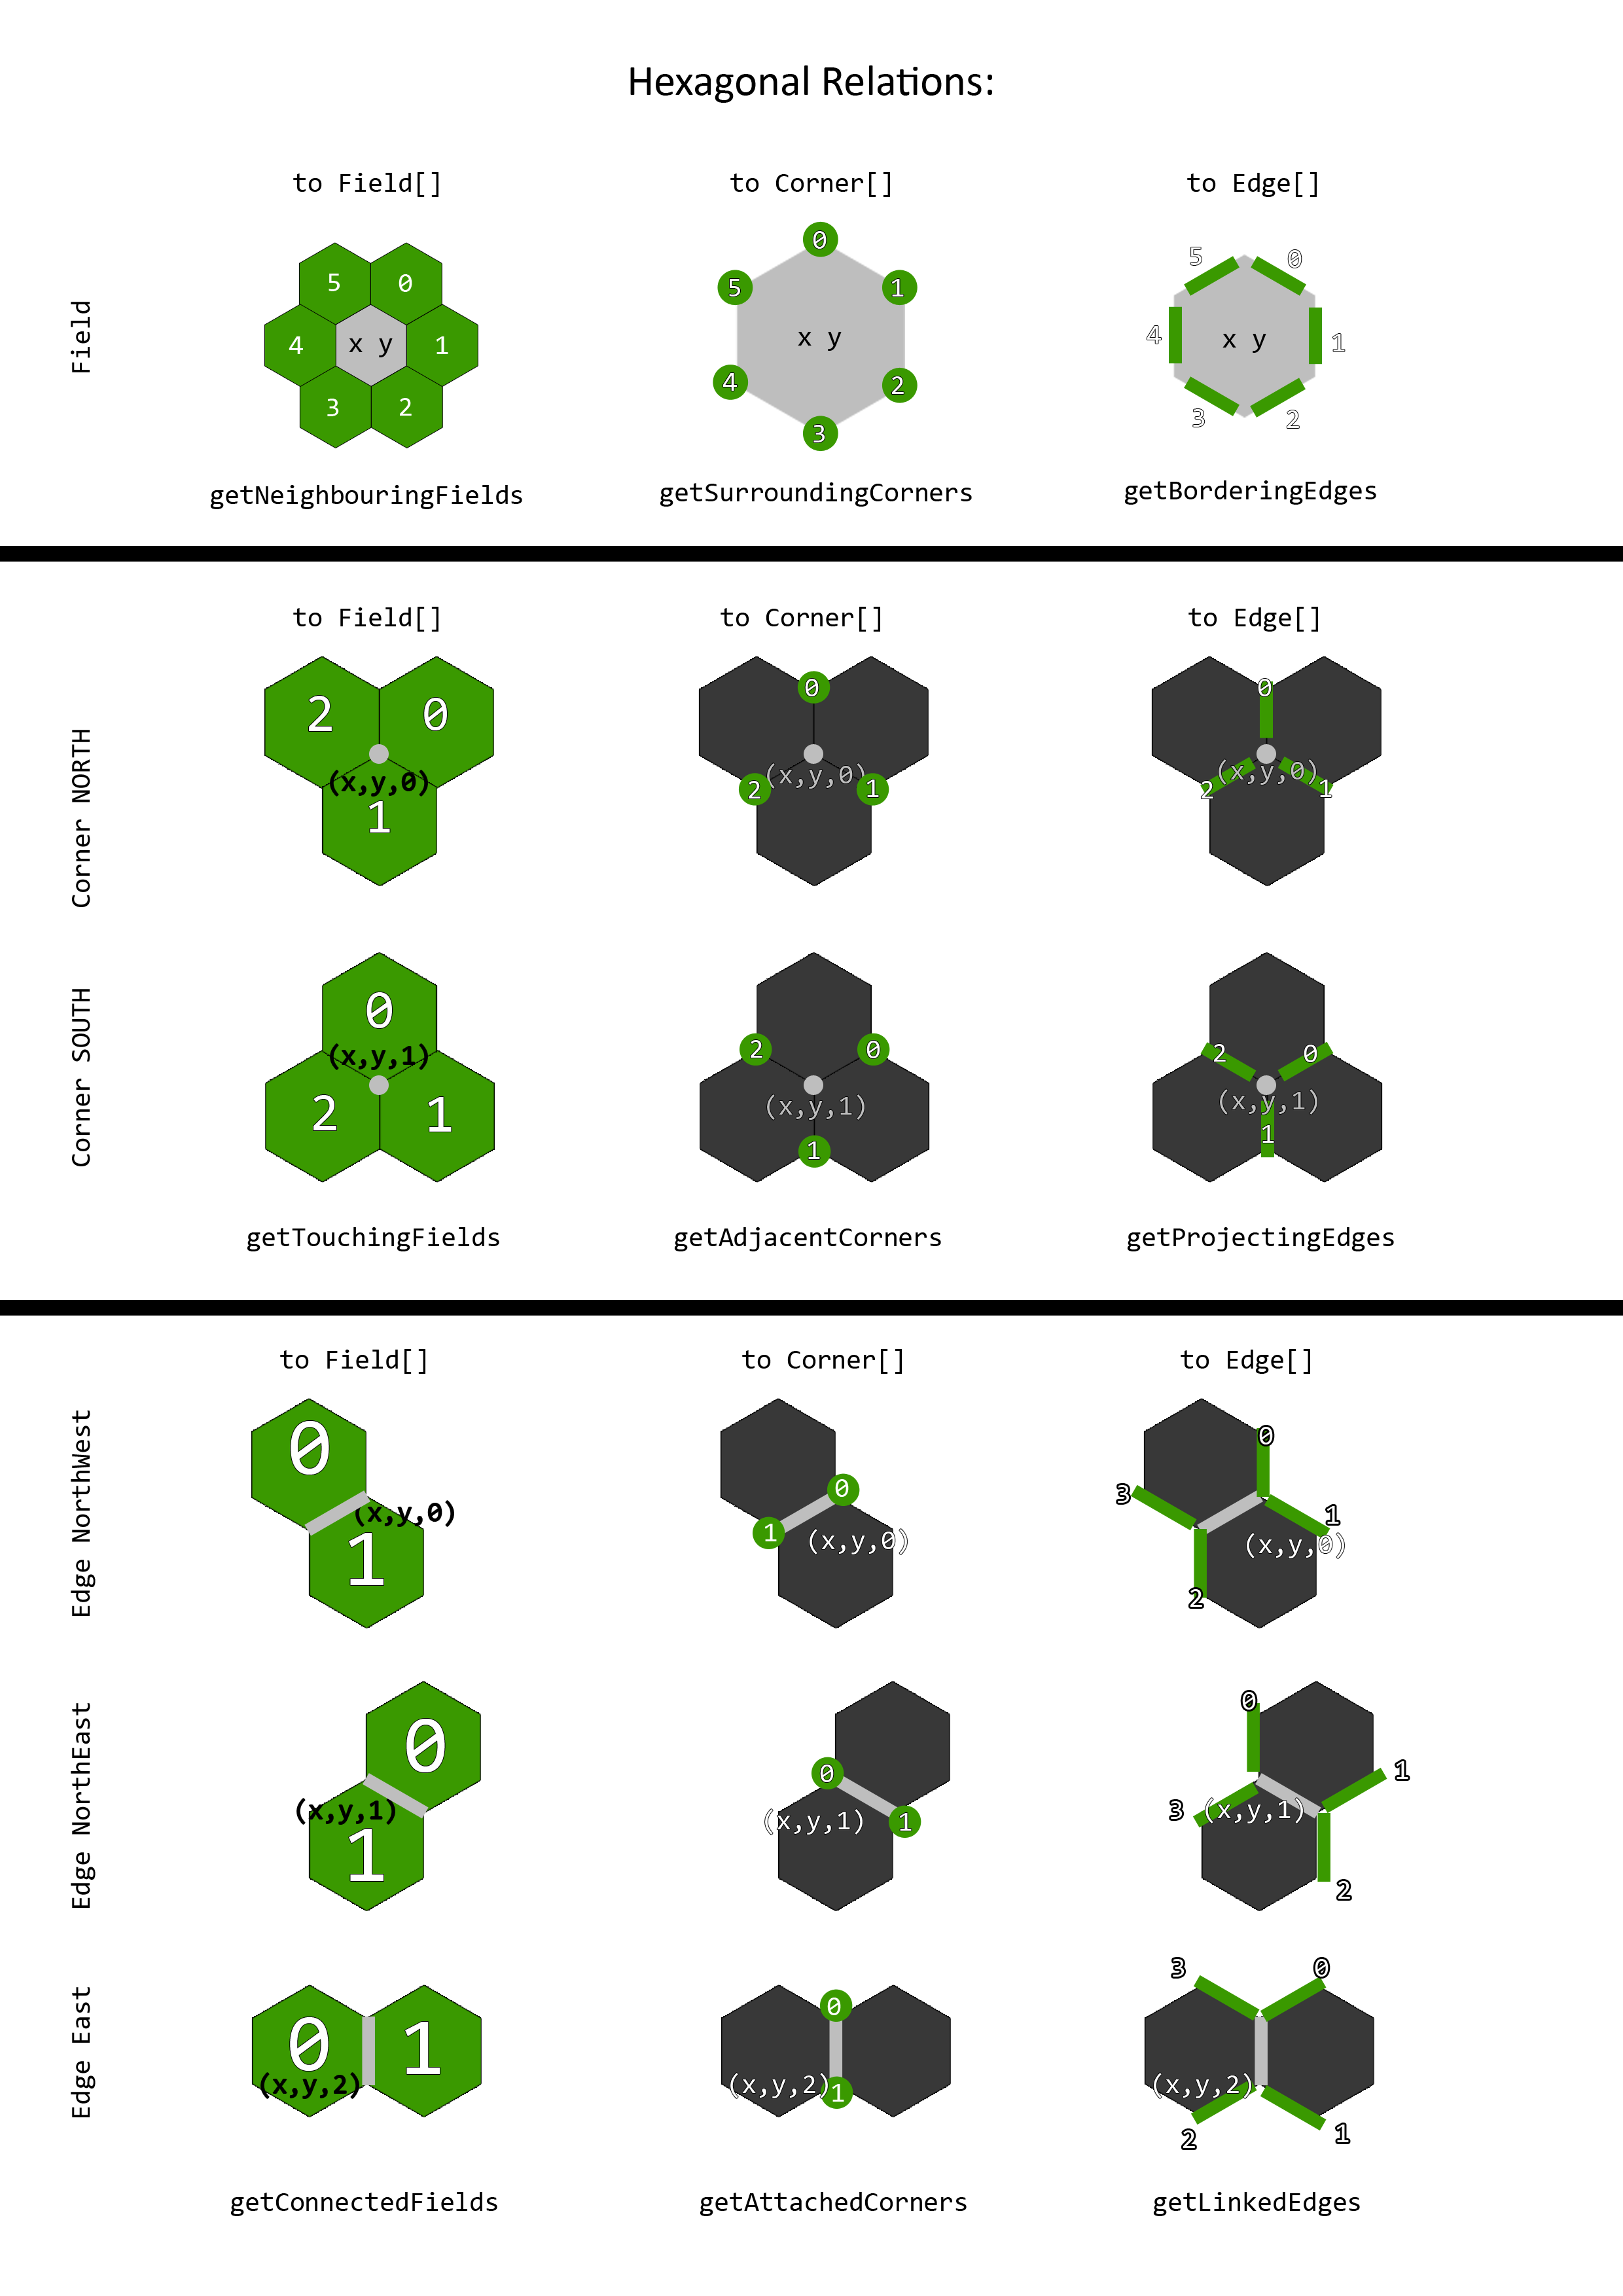 Hexagonal Relations:
to Field[] to Corner[] to Edge[]
Field
5 0
4 x y 1
3 2
0
5 1
x y
4 2
3
5 0
4 x y 1
3 2
getNeighbouringFields getSurroundingCorners getBorderingEdges
to Field[] to Corner[] to Edge[]
Corner NORTH
2 0
(x,y,0)
1
0
(x,y,0)
2 1
0
(x,y,0)
2 1
Corner SOUTH
0
(x,y,1)
2 1
2 0
(x,y,1)
1
2 0
(x,y,1)
1
getTouchingFields getAdjacentCorners getProjectingEdges
to Field[] to Corner[] to Edge[]
Edge NorthWest
0
(x,y,0)
1
0
1 (x,y,0)
0
3 1
(x,y,0)
2
Edge NorthEast
0
(x,y,1)
1
0
(x,y,1) 1
0
1
3 (x,y,1)
2
Edge East
0 1
(x,y,2)
0
(x,y,2) 1
3 0
(x,y,2)
2 1
getConnectedFields getAttachedCorners getLinkedEdges